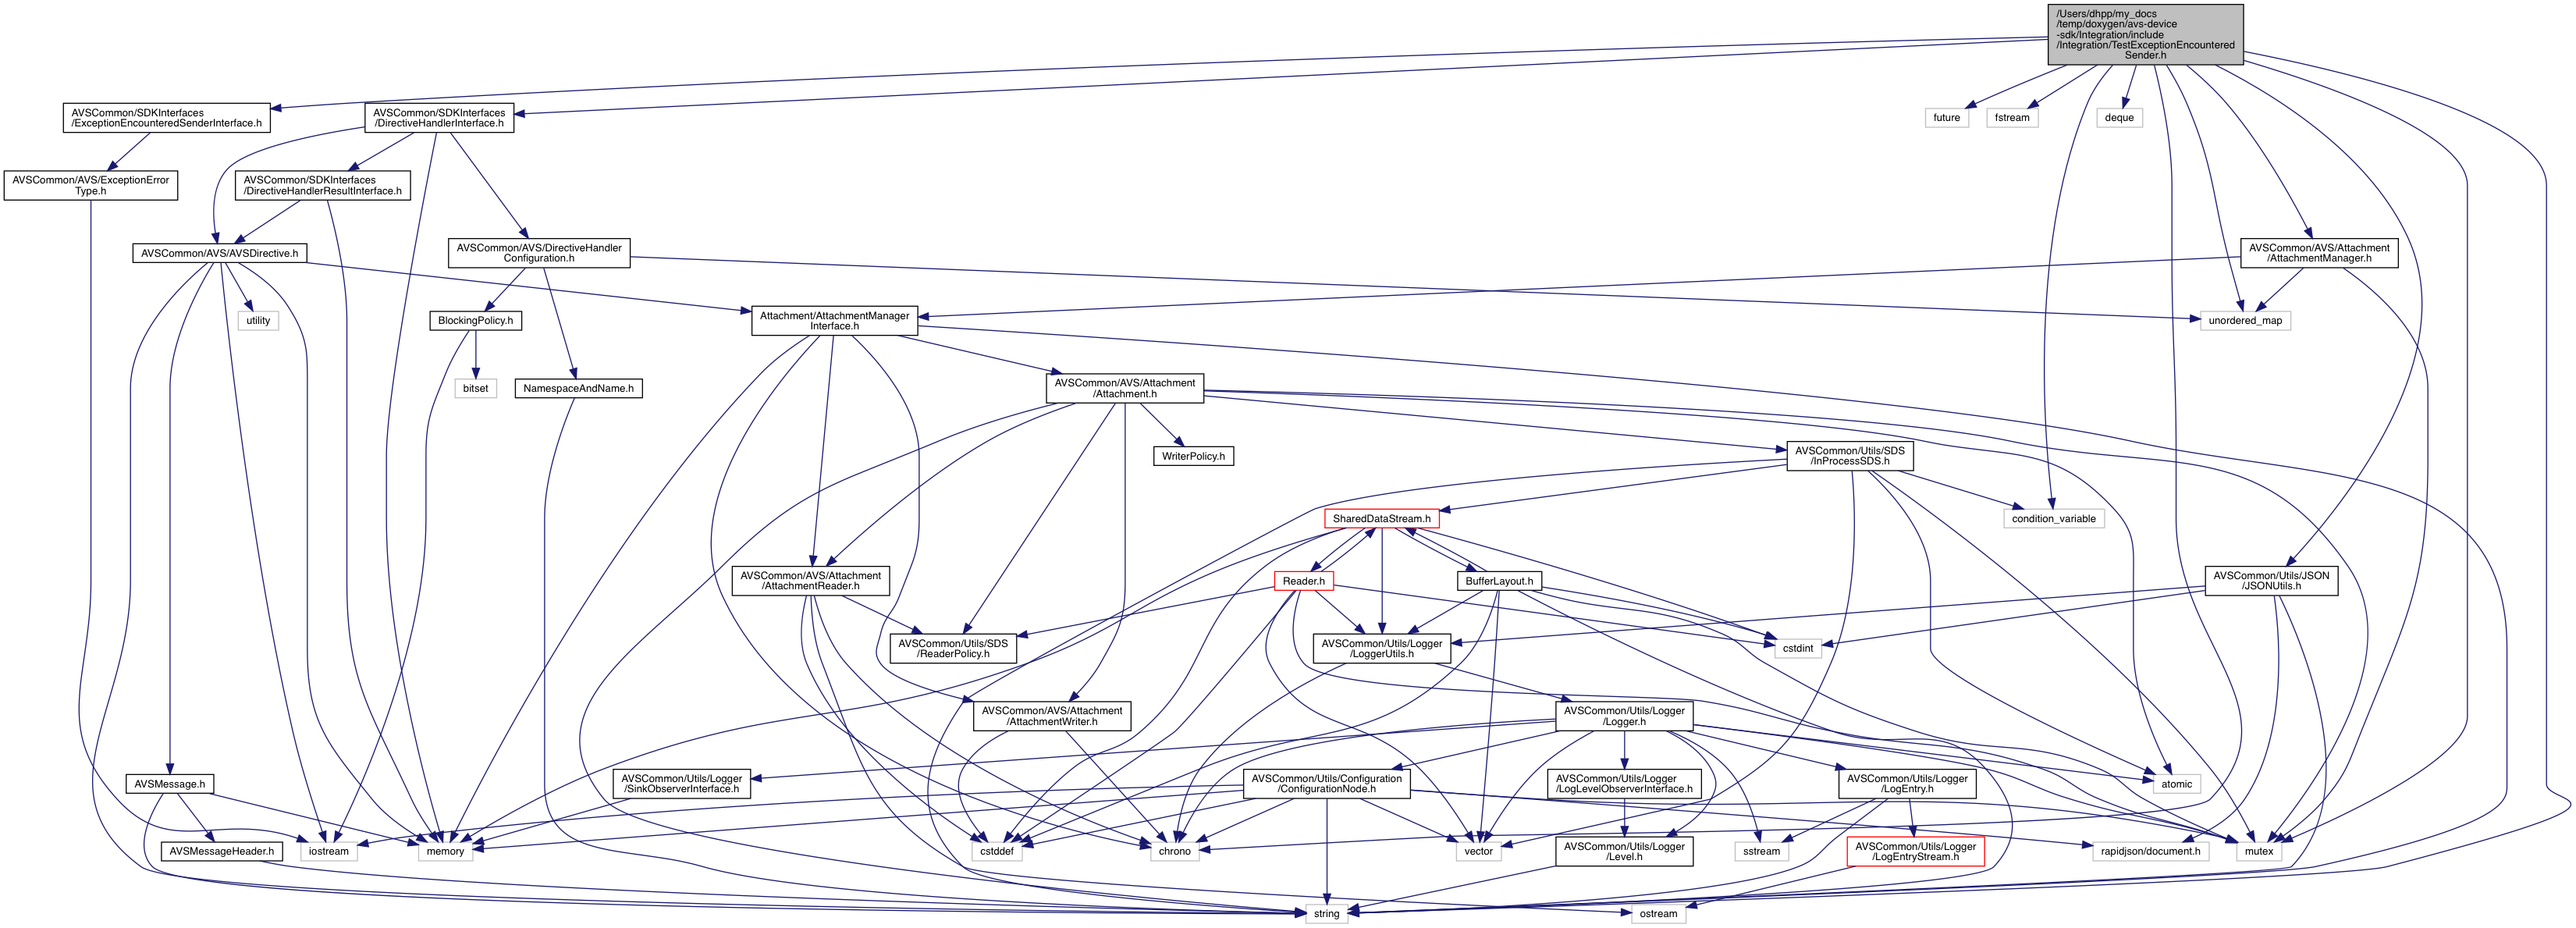 /Users/dhpp/my_docs
/temp/doxygen/avs-device
-sdk/Integration/include
/Integration/TestExceptionEncountered
Sender.h
AVSCommon/SDKInterfaces
/ExceptionEncounteredSenderInterface.h
AVSCommon/SDKInterfaces
/DirectiveHandlerInterface.h
future
fstream
deque
AVSCommon/AVS/ExceptionError
Type.h
AVSCommon/SDKInterfaces
/DirectiveHandlerResultInterface.h
AVSCommon/AVS/AVSDirective.h
AVSCommon/AVS/DirectiveHandler
Configuration.h
AVSCommon/AVS/Attachment
/AttachmentManager.h
utility
BlockingPolicy.h
Attachment/AttachmentManager
Interface.h
unordered_map
bitset
NamespaceAndName.h
AVSCommon/AVS/Attachment
/Attachment.h
WriterPolicy.h
AVSCommon/Utils/SDS
/InProcessSDS.h
SharedDataStream.h
condition_variable
AVSCommon/AVS/Attachment
/AttachmentReader.h
Reader.h
BufferLayout.h
AVSCommon/Utils/JSON
/JSONUtils.h
AVSCommon/Utils/SDS
/ReaderPolicy.h
AVSCommon/Utils/Logger
/LoggerUtils.h
cstdint
AVSCommon/AVS/Attachment
/AttachmentWriter.h
AVSCommon/Utils/Logger
/Logger.h
AVSMessage.h
AVSCommon/Utils/Logger
/SinkObserverInterface.h
AVSCommon/Utils/Configuration
/ConfigurationNode.h
AVSCommon/Utils/Logger
/LogLevelObserverInterface.h
AVSCommon/Utils/Logger
/LogEntry.h
atomic
AVSMessageHeader.h
iostream
memory
cstddef
chrono
vector
AVSCommon/Utils/Logger
/Level.h
sstream
AVSCommon/Utils/Logger
/LogEntryStream.h
rapidjson/document.h
mutex
string
ostream